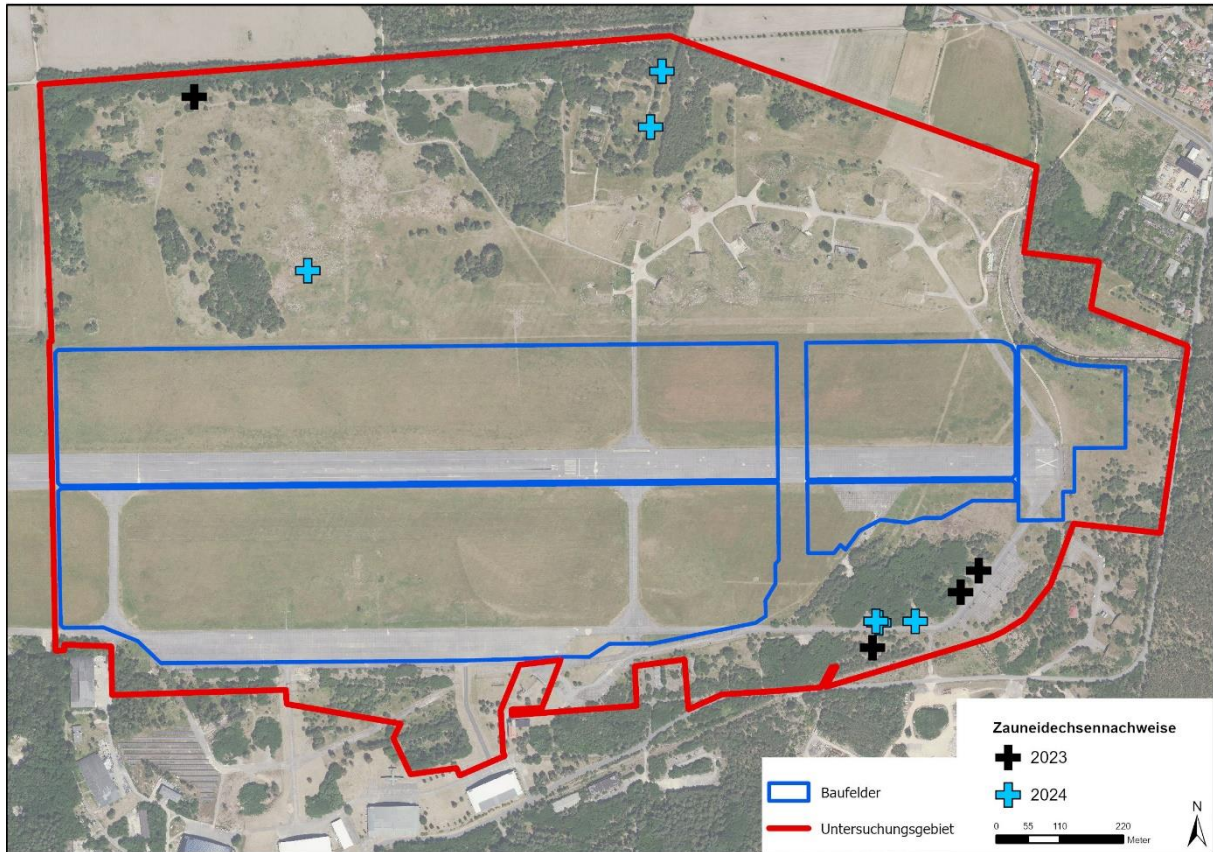 Zauneidechsennachweise
2023
2024
Baufelder
Untersuchungsgebiet
0 55 110 220
Meter
N